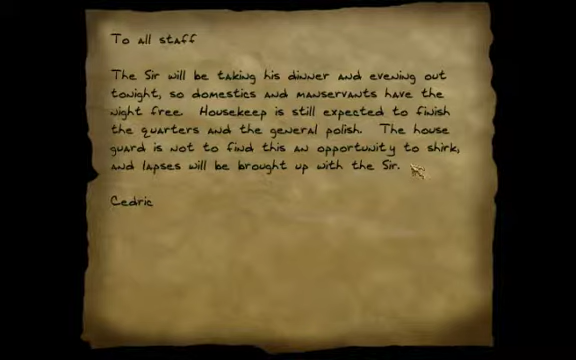 To all staff
The Sir will be taking his dinner and evening out
tonight, so domestics and manservants have the
night free. Housekeep is still expected to finish
the quarters and the general polish. The house
guard is not to find this an opportunity to shirk,
and lapses will be brought up with the Sir.
Cedric